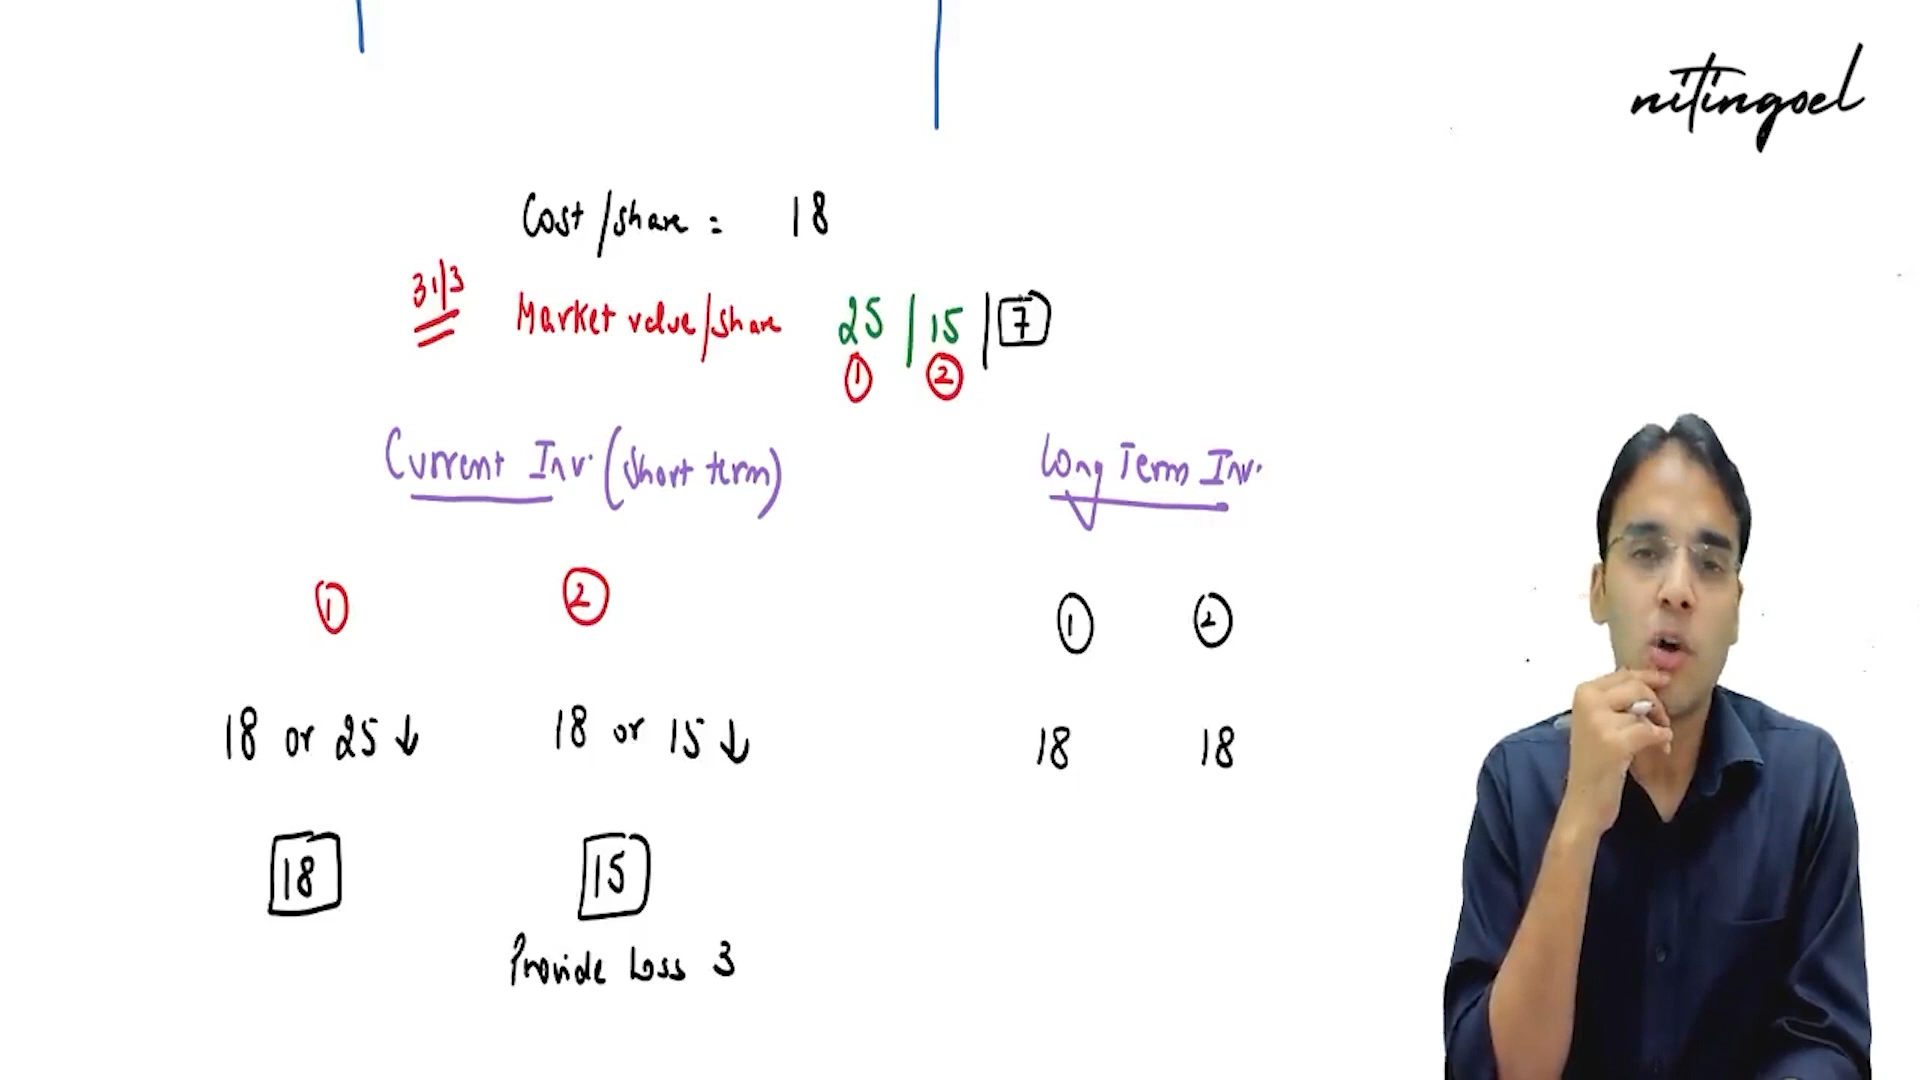 nitingoel
Cost/share = 18
31/3 Market value/share 25 | 15 | 7
① ②
Current Inv. (Short term) Long Term Inv.
① ② ① ②
18 or 25 ↓ 18 or 15 ↓ 18 18
18 15
Provide Loss 3